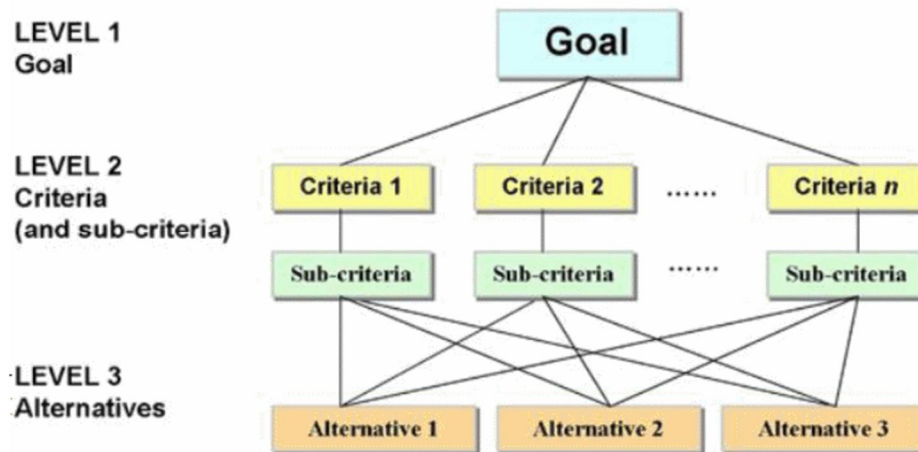 LEVEL 1
Goal
Goal
LEVEL 2
Criteria
(and sub-criteria)
Criteria 1
Criteria 2
......
Criteria n
Sub-criteria
Sub-criteria
......
Sub-criteria
LEVEL 3
Alternatives
Alternative 1
Alternative 2
Alternative 3